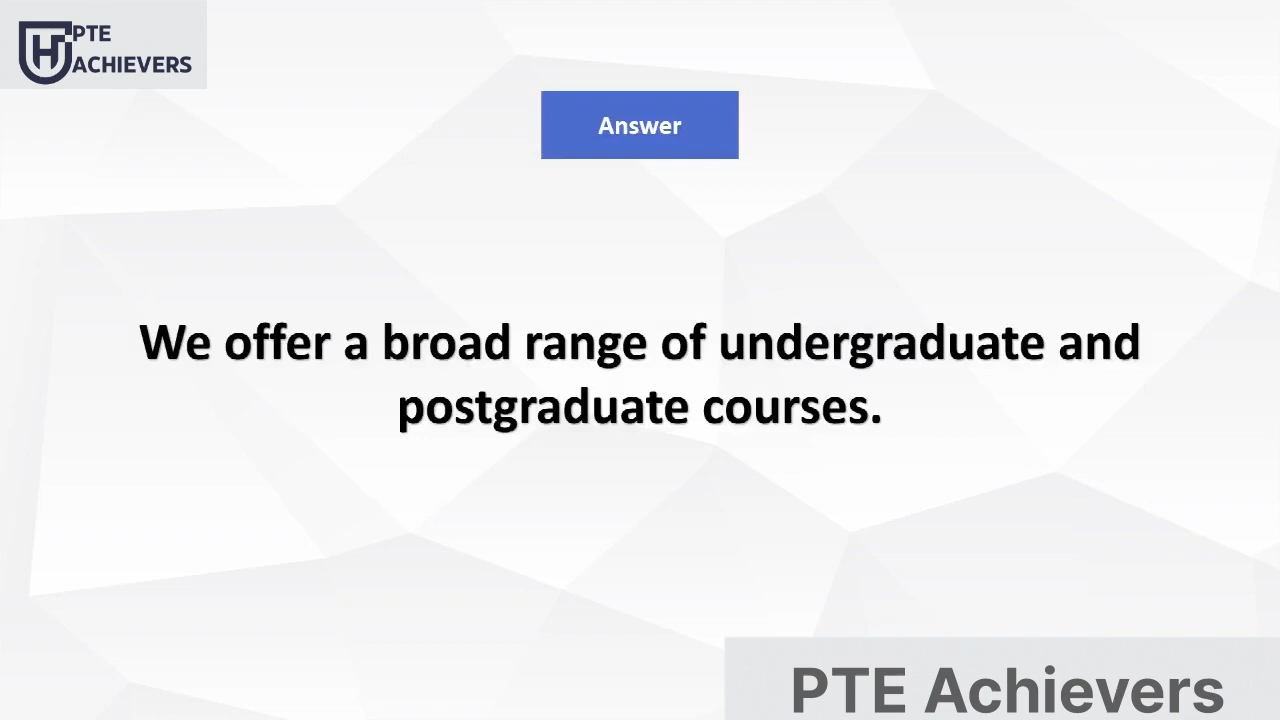 PTE
ACHIEVERS
Answer
We offer a broad range of undergraduate and
postgraduate courses.
PTE Achievers